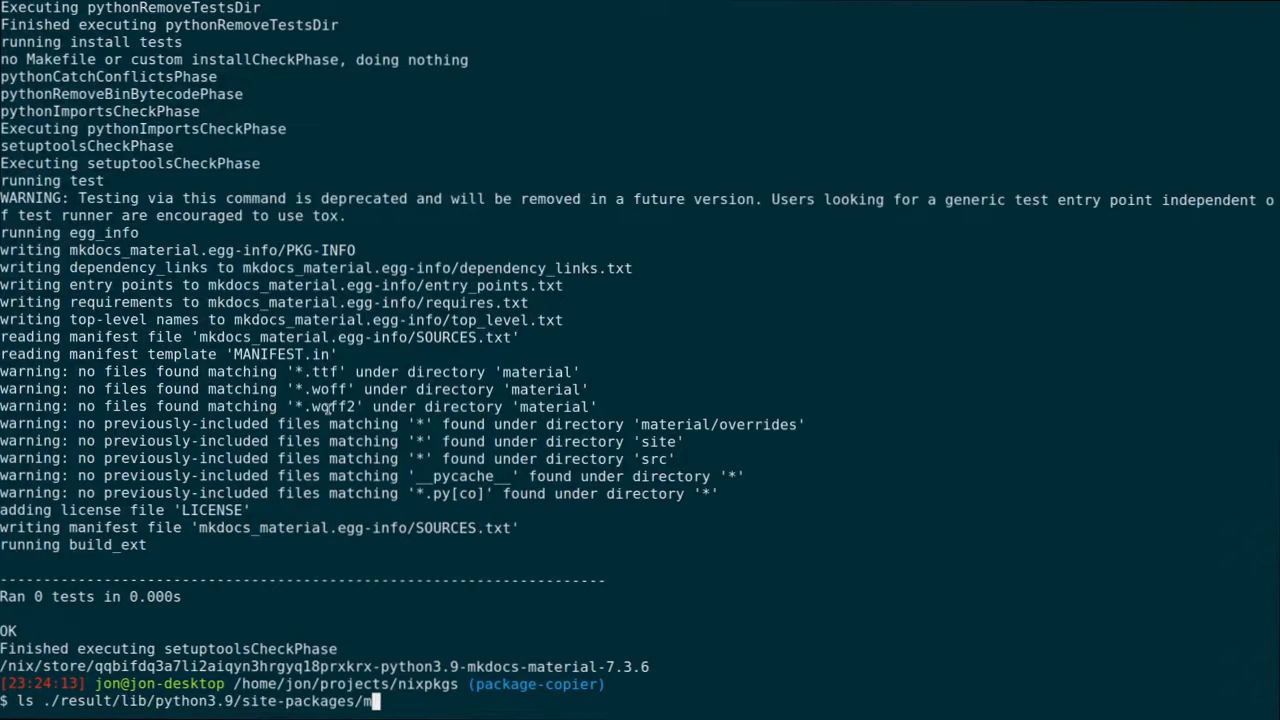 Executing pythonRemoveTestsDir
Finished executing pythonRemoveTestsDir
running install tests
no Makefile or custom installCheckPhase, doing nothing
pythonCatchConflictsPhase
pythonRemoveBinBytecodePhase
pythonImportsCheckPhase
Executing pythonImportsCheckPhase
setuptoolsCheckPhase
Executing setuptoolsCheckPhase
running test
WARNING: Testing via this command is deprecated and will be removed in a future version. Users looking for a generic test entry point independent o
f test runner are encouraged to use tox.
running egg_info
writing mkdocs_material.egg-info/PKG-INFO
writing dependency_links to mkdocs_material.egg-info/dependency_links.txt
writing entry points to mkdocs_material.egg-info/entry_points.txt
writing requirements to mkdocs_material.egg-info/requires.txt
writing top-level names to mkdocs_material.egg-info/top_level.txt
reading manifest file 'mkdocs_material.egg-info/SOURCES.txt'
reading manifest template 'MANIFEST.in'
warning: no files found matching '*.ttf' under directory 'material'
warning: no files found matching '*.woff' under directory 'material'
warning: no files found matching '*.woff2' under directory 'material'
warning: no previously-included files matching '*' found under directory 'material/overrides'
warning: no previously-included files matching '*' found under directory 'site'
warning: no previously-included files matching '*' found under directory 'src'
warning: no previously-included files matching '__pycache__' found under directory '*'
warning: no previously-included files matching '*.py[co]' found under directory '*'
adding license file 'LICENSE'
writing manifest file 'mkdocs_material.egg-info/SOURCES.txt'
running build_ext
----------------------------------------------------------------------
Ran 0 tests in 0.000s
OK
Finished executing setuptoolsCheckPhase
/nix/store/qqbifdq3a7li2aiqyn3hrgyq18prxkrx-python3.9-mkdocs-material-7.3.6
[23:24:13] jon@jon-desktop /home/jon/projects/nixpkgs (package-copier)
$ ls ./result/lib/python3.9/site-packages/m